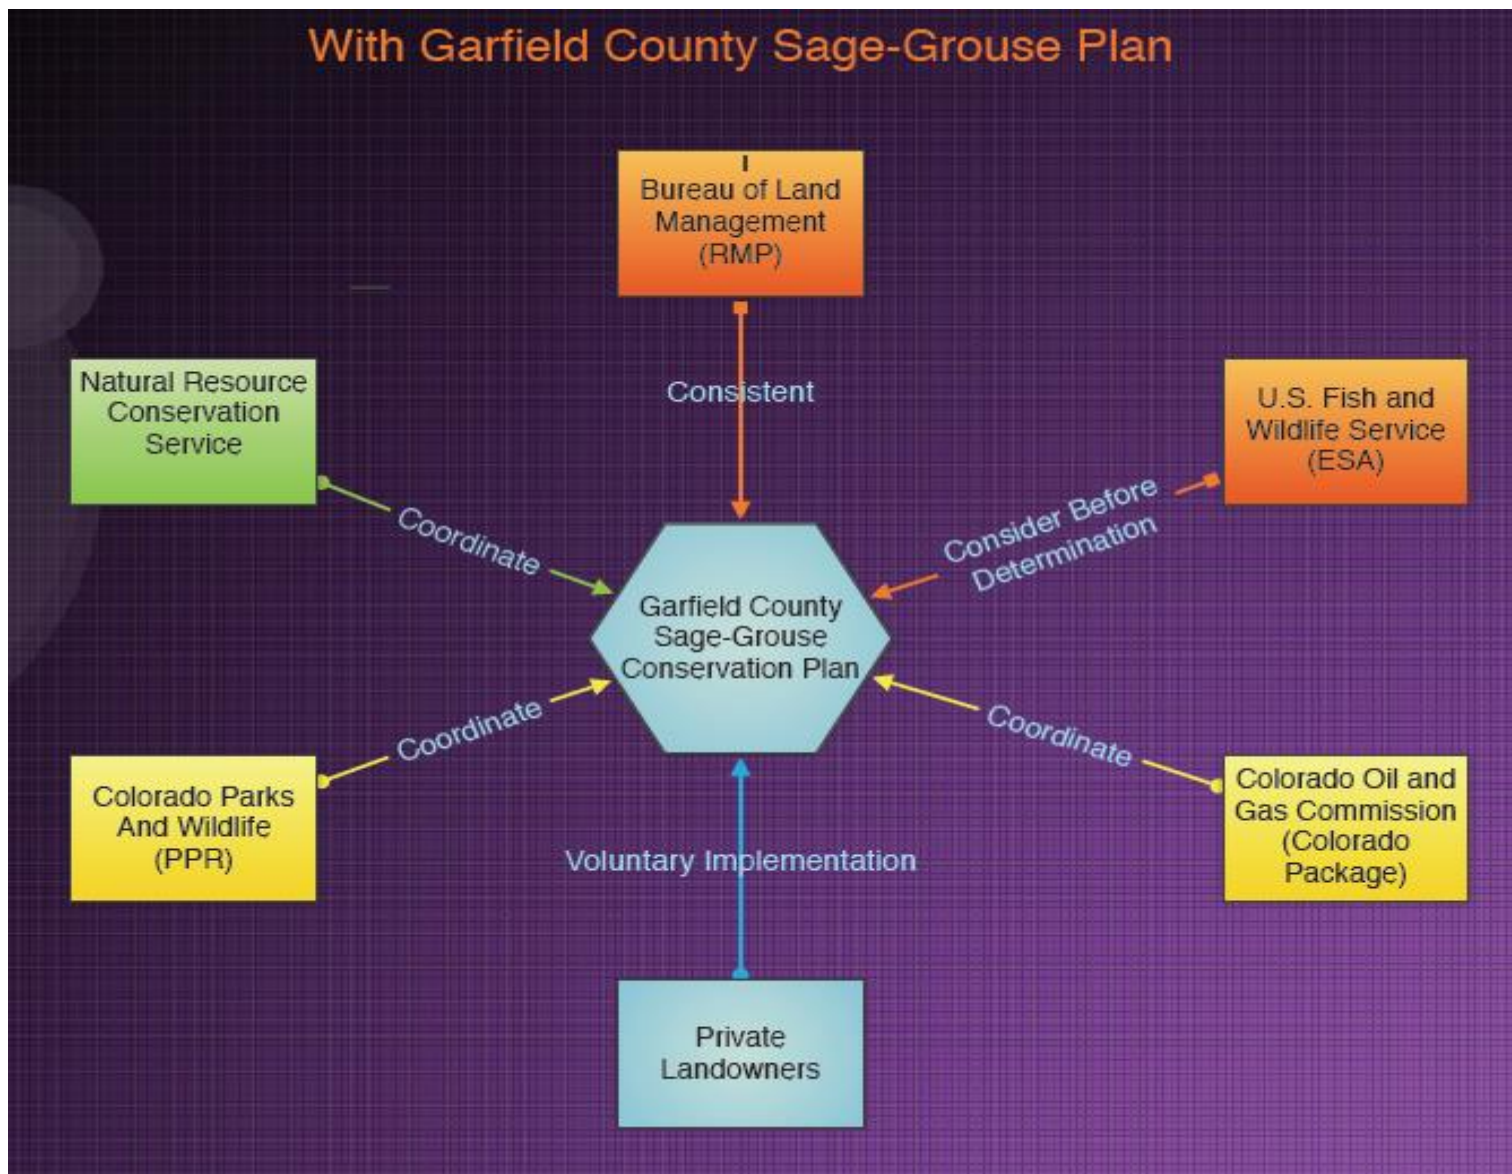 With Garfield County Sage-Grouse Plan
Bureau of Land
Management
(RMP)
Consistent
Natural Resource
Conservation
Service
U.S. Fish and
Wildlife Service
(ESA)
Coordinate
Consider Before
Determination
Garfield County
Sage-Grouse
Conservation Plan
Coordinate
Coordinate
Colorado Parks
And Wildlife
(PPR)
Colorado Oil and
Gas Commission
(Colorado
Package)
Voluntary Implementation
Private
Landowners